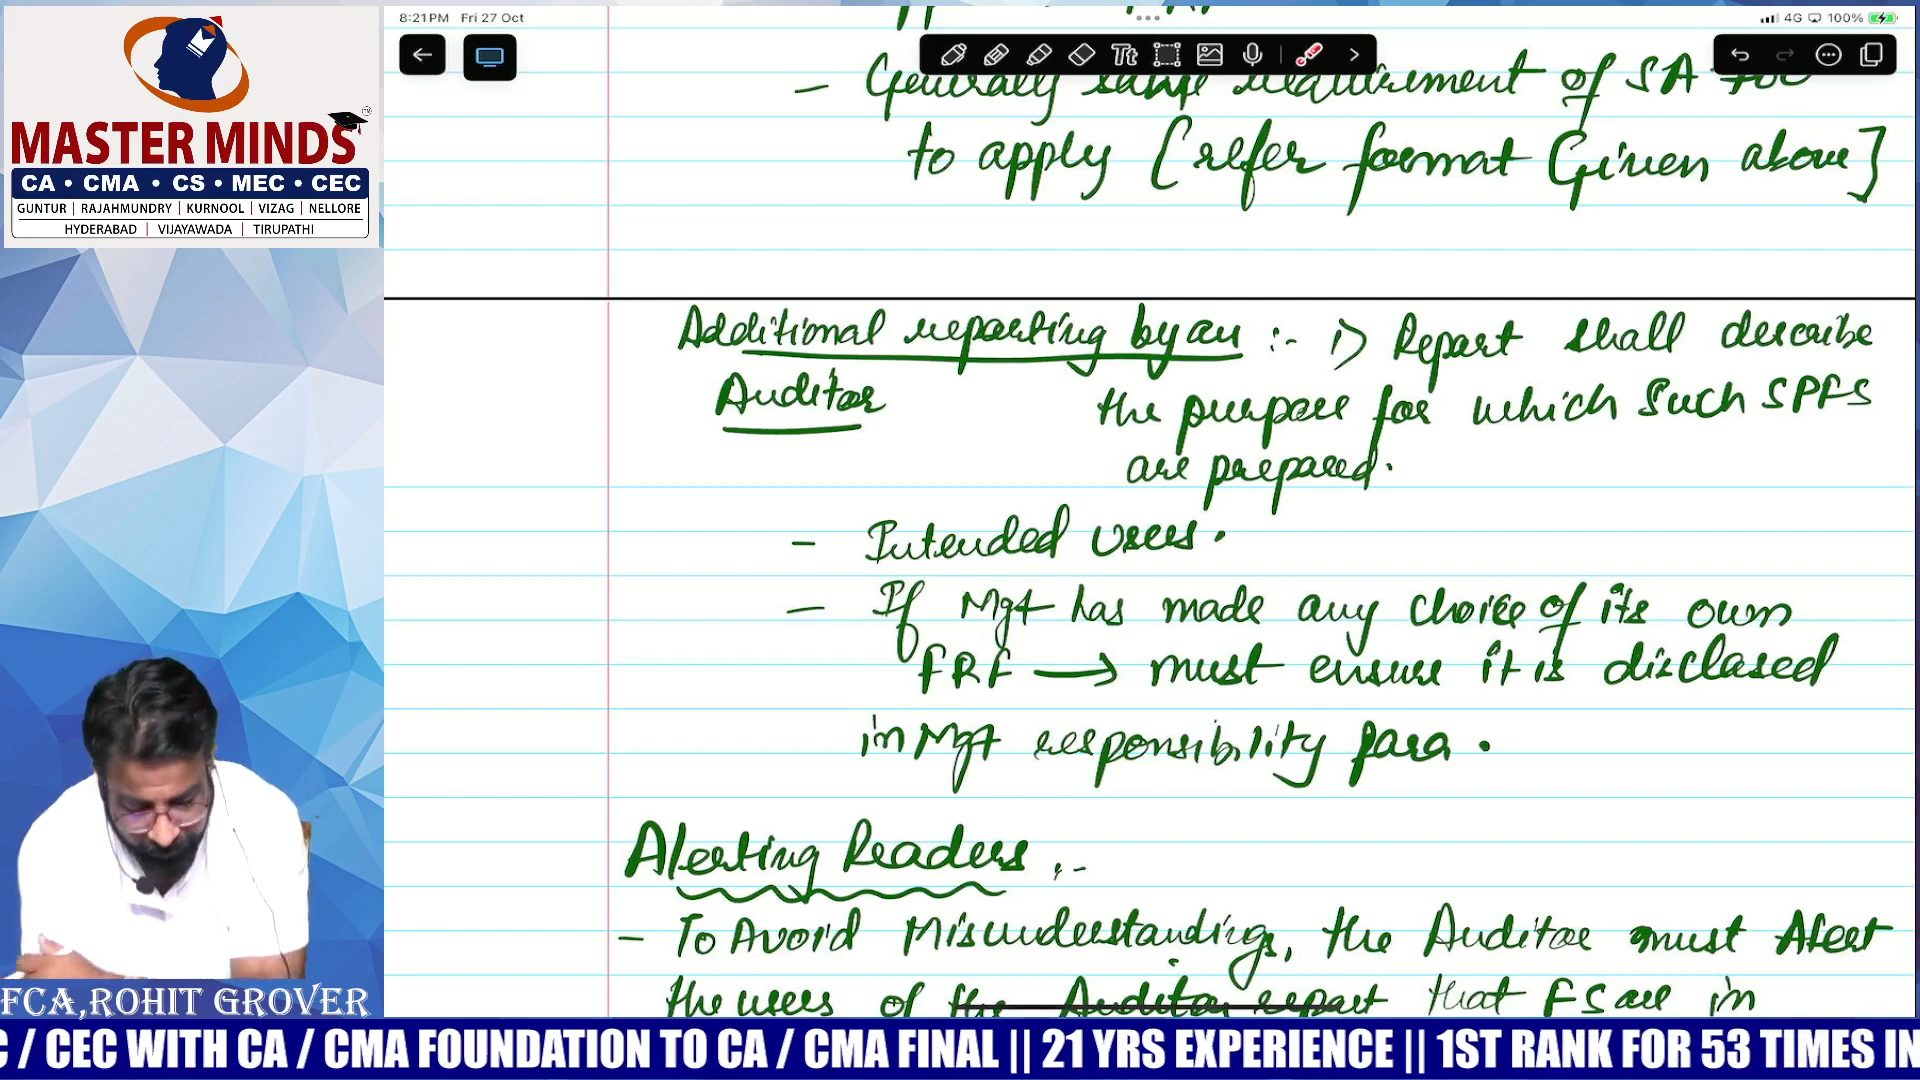 8:21 PM Fri 27 Oct
4G 100%
Tt
MASTER MINDS
CA • CMA • CS • MEC • CEC
GUNTUR | RAJAHMUNDRY | KURNOOL | VIZAG | NELLORE
HYDERABAD | VIJAYAWADA | TIRUPATHI
- Generally same requirement of SA 700
to apply [refer format Given above]
Additional reporting by an :- i) Report shall describe
Auditor the purpose for which Such SPFS
are prepared.
- Intended users.
- If Mgt has made any choice of its own
FRF → must ensure it is disclosed
in Mgt responsibility para.
Alerting Readers :-
- To Avoid Misunderstandings, the Auditor must Alert
the users of the Auditor report that FS are in
FCA,ROHIT GROVER
C / CEC WITH CA / CMA FOUNDATION TO CA / CMA FINAL || 21 YRS EXPERIENCE || 1ST RANK FOR 53 TIMES IN